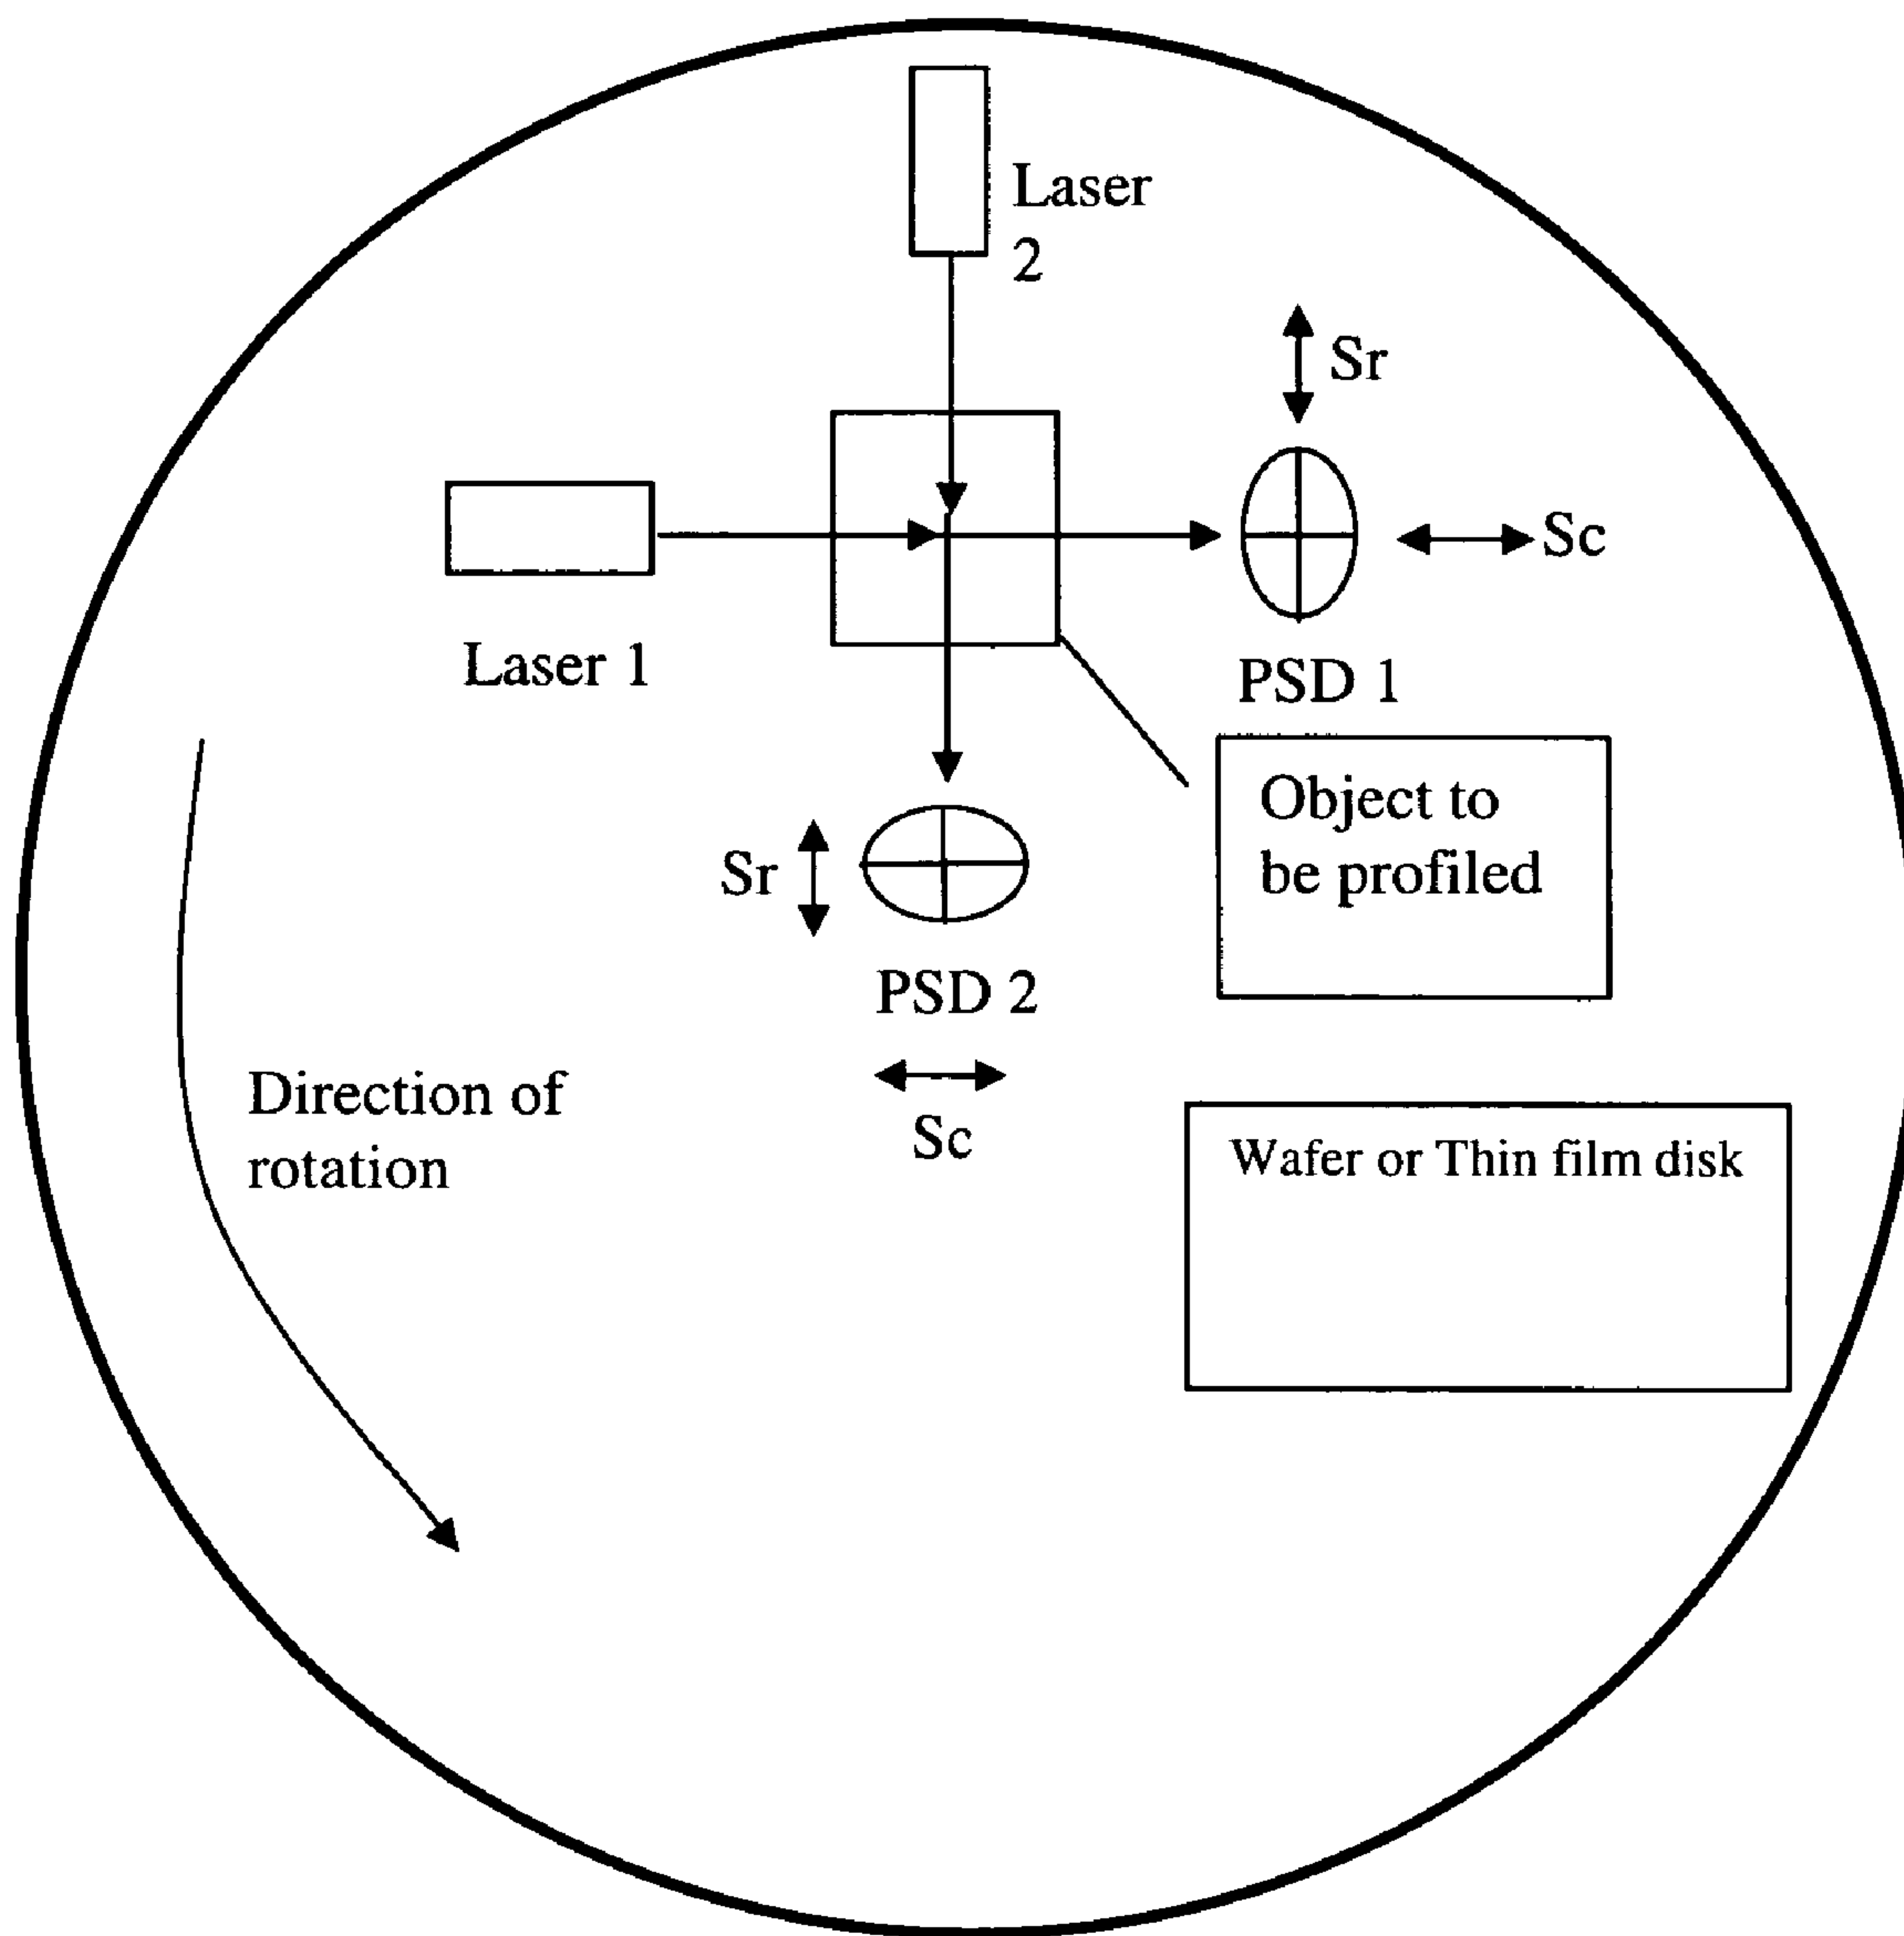 Laser
2
Sr
Sc
Laser 1
PSD 1
Object to
be profiled
Sr
PSD 2
Direction of
rotation
Sc
Wafer or Thin film disk